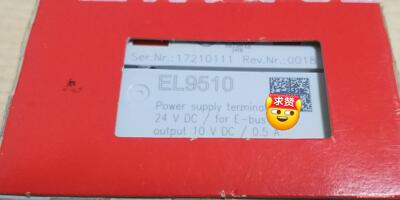 Ser.Nr.:17210111 Rev.Nr.:0018
EL9510
Power supply terminal
24 V DC / for E-bus
output 10 V DC / 0.5 A
求赞